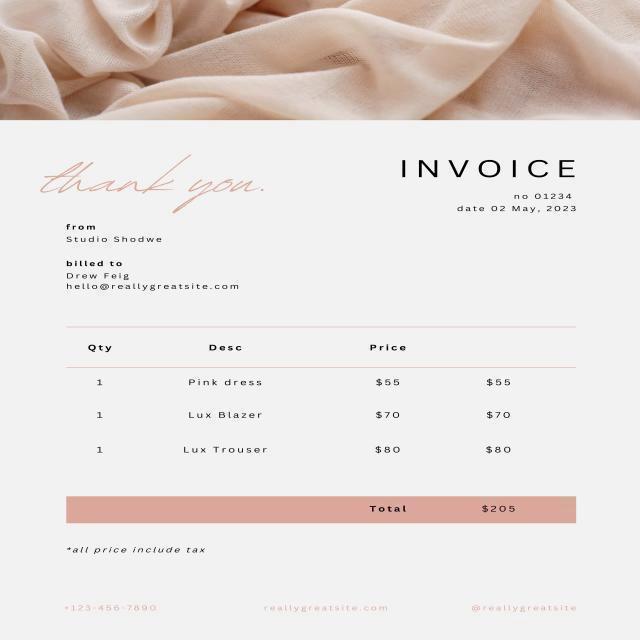 thank you.
INVOICE
no 01234
date 02 May, 2023
from
Studio Shodwe
billed to
Drew Feig
hello@reallygreatsite.com
Qty Desc Price
1 Pink dress $55 $55
1 Lux Blazer $70 $70
1 Lux Trouser $80 $80
Total $205
*all price include tax
+123-456-7890 reallygreatsite.com @reallygreatsite